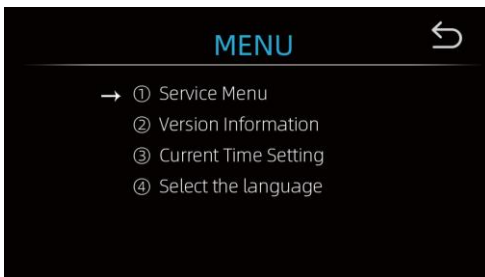 MENU
→ ① Service Menu
② Version Information
③ Current Time Setting
④ Select the language